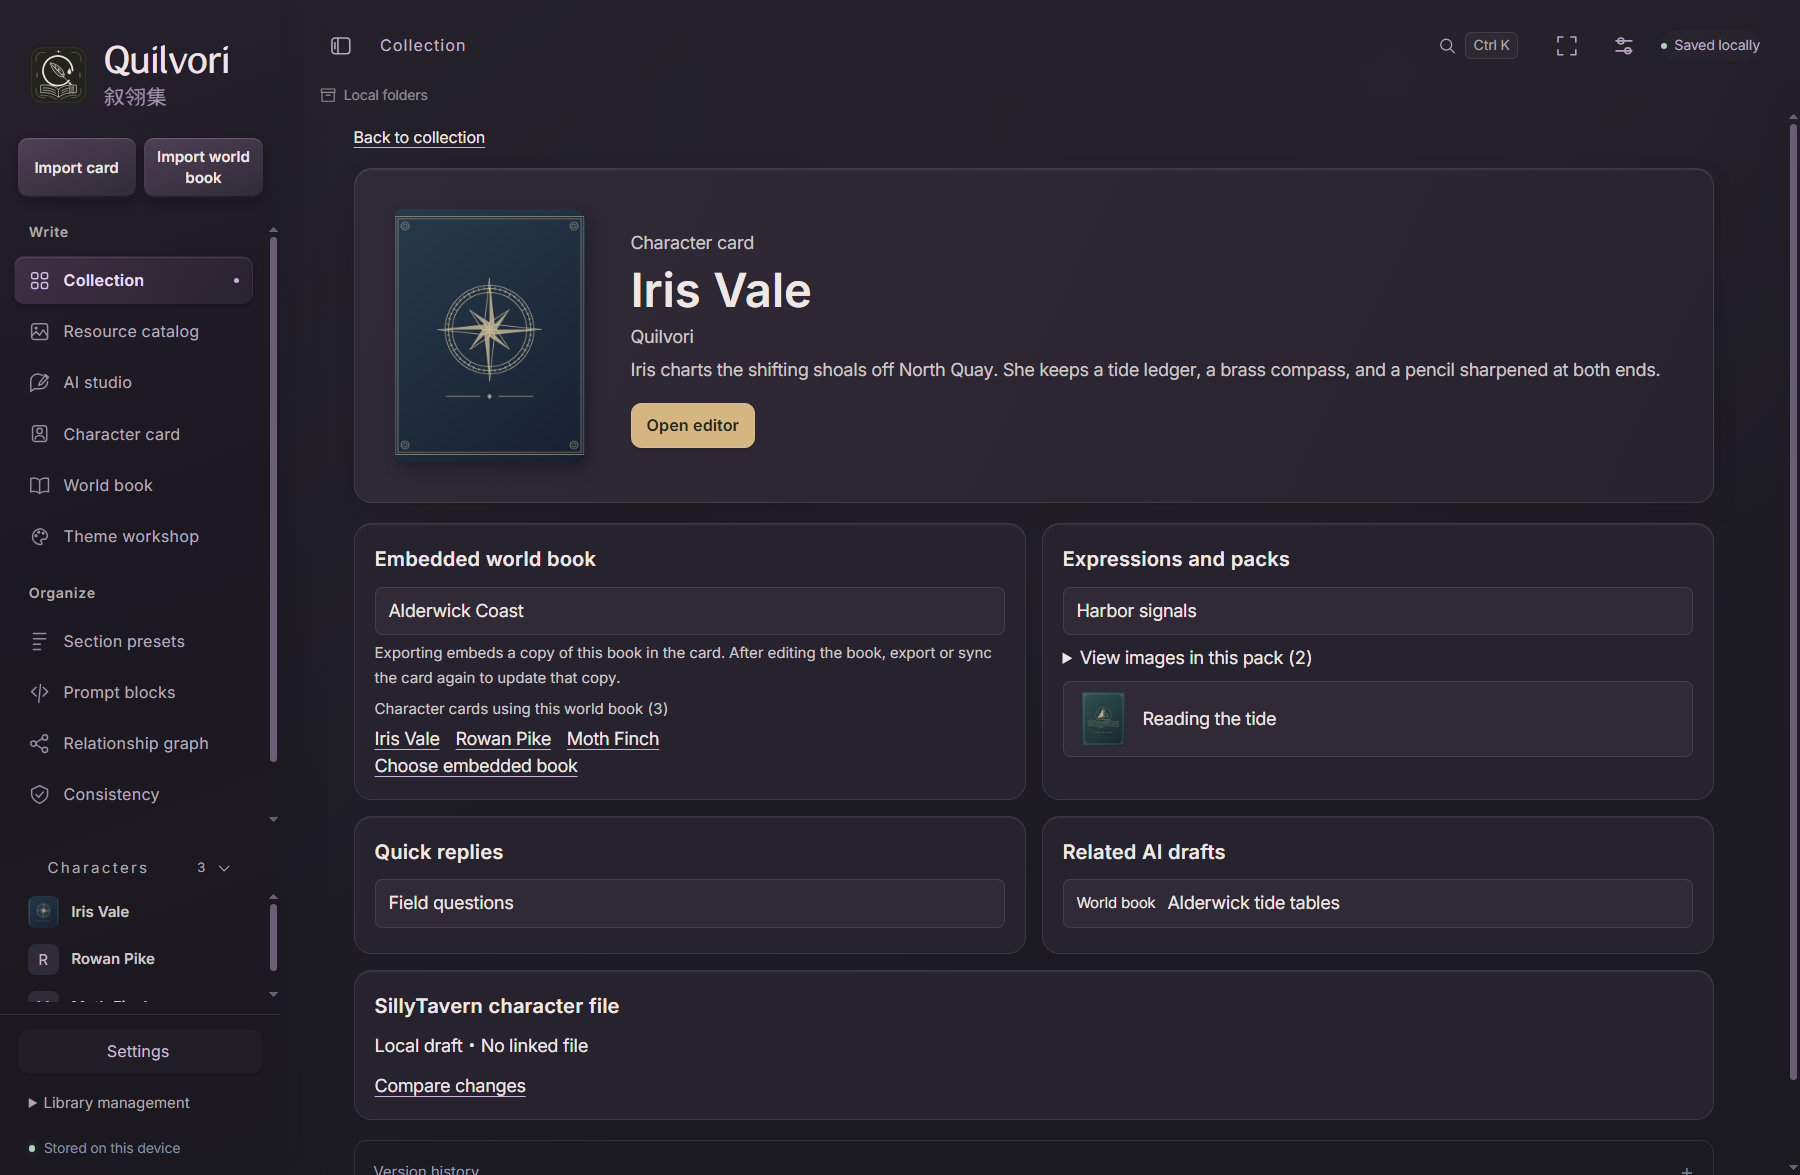 Quilvori
叙翎集
Import card
Import world
book
Write
Collection
Resource catalog
AI studio
Character card
World book
Theme workshop
Organize
Section presets
Prompt blocks
Relationship graph
Consistency
Characters 3
Iris Vale
R Rowan Pike
Settings
Library management
Stored on this device
Collection
Ctrl K
Saved locally
Local folders
Back to collection
Character card
Iris Vale
Quilvori
Iris charts the shifting shoals off North Quay. She keeps a tide ledger, a brass compass, and a pencil sharpened at both ends.
Open editor
Embedded world book
Alderwick Coast
Exporting embeds a copy of this book in the card. After editing the book, export or sync
the card again to update that copy.
Character cards using this world book (3)
Iris Vale Rowan Pike Moth Finch
Choose embedded book
Expressions and packs
Harbor signals
View images in this pack (2)
Reading the tide
Quick replies
Field questions
Related AI drafts
World book Alderwick tide tables
SillyTavern character file
Local draft • No linked file
Compare changes
Version history